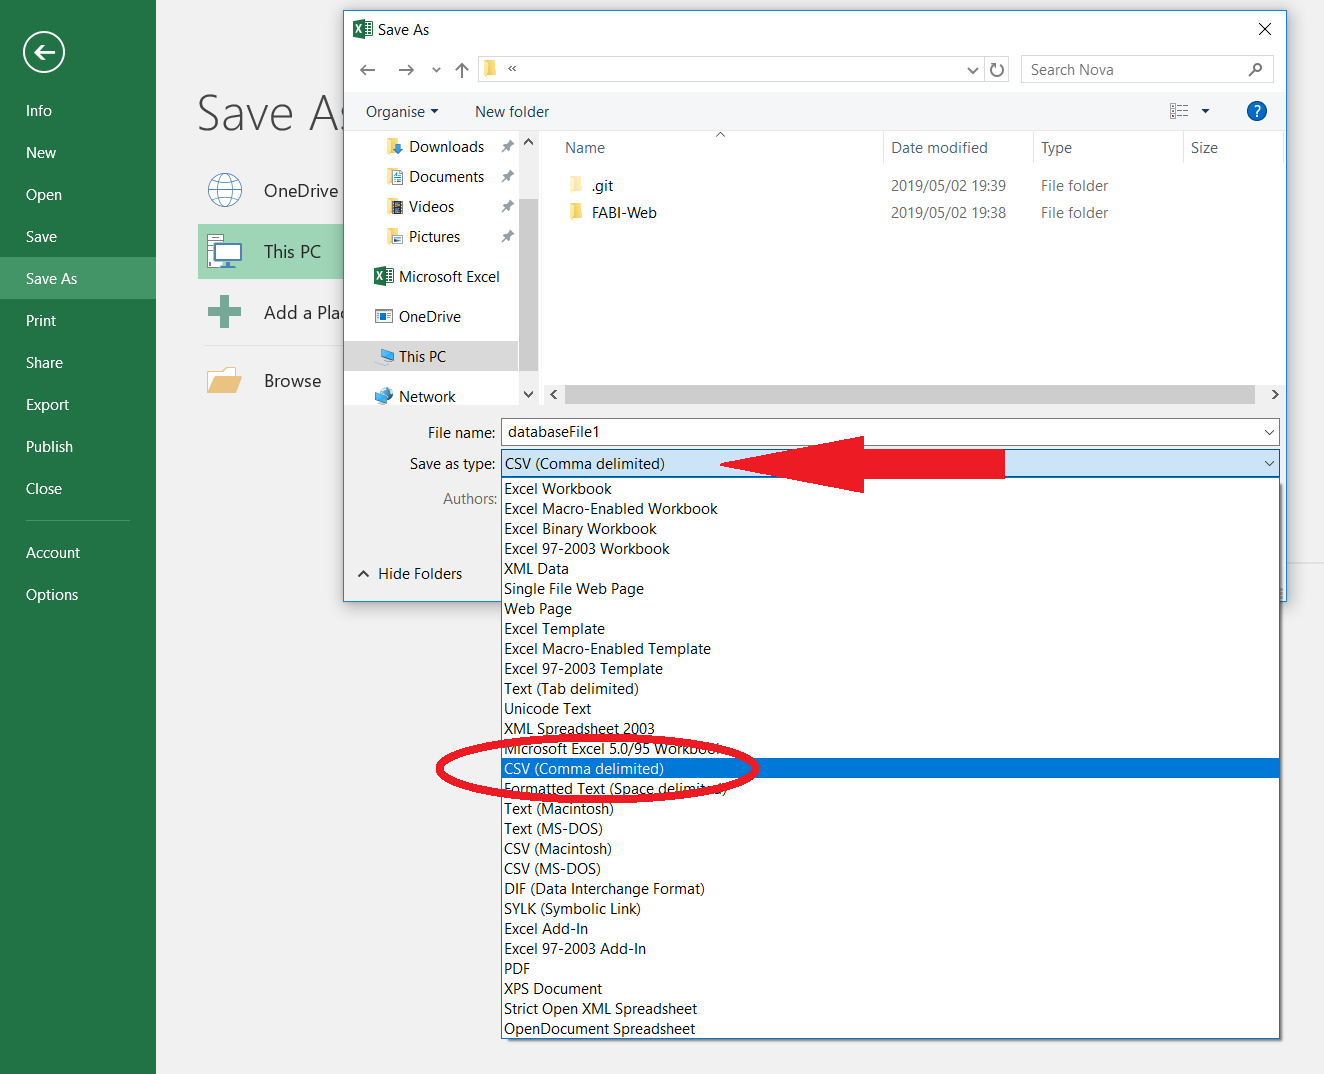 Info
New
Open
Save
Save As
Print
Share
Export
Publish
Close
Account
Options
Save As
OneDrive
This PC
Add a Plac
Browse
Save As
«
Search Nova
Organise
New folder
?
Downloads
Documents
Videos
Pictures
Microsoft Excel
OneDrive
This PC
Network
Name Date modified Type Size
.git 2019/05/02 19:39 File folder
FABI-Web 2019/05/02 19:38 File folder
File name: databaseFile1
Save as type: CSV (Comma delimited)
Authors:
Hide Folders
Excel Workbook
Excel Macro-Enabled Workbook
Excel Binary Workbook
Excel 97-2003 Workbook
XML Data
Single File Web Page
Web Page
Excel Template
Excel Macro-Enabled Template
Excel 97-2003 Template
Text (Tab delimited)
Unicode Text
XML Spreadsheet 2003
Microsoft Excel 5.0/95 Workbook
CSV (Comma delimited)
Formatted Text (Space delimited)
Text (Macintosh)
Text (MS-DOS)
CSV (Macintosh)
CSV (MS-DOS)
DIF (Data Interchange Format)
SYLK (Symbolic Link)
Excel Add-In
Excel 97-2003 Add-In
PDF
XPS Document
Strict Open XML Spreadsheet
OpenDocument Spreadsheet